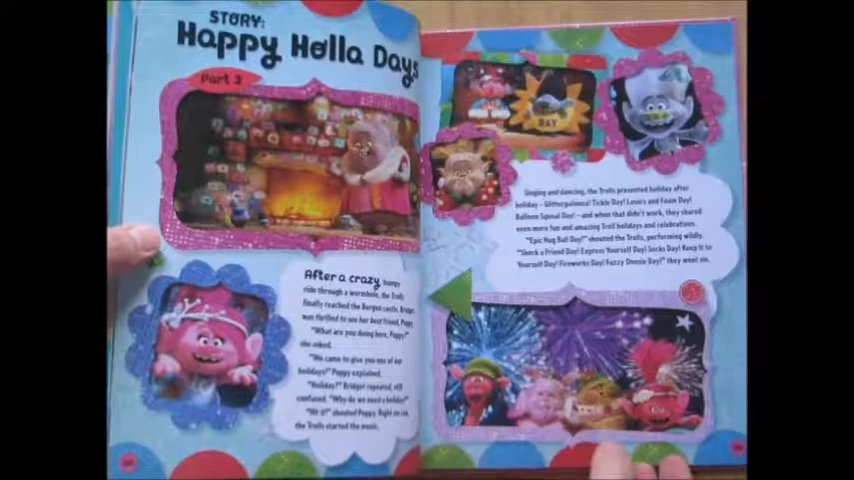 STORY:
Happy Holla Days
Part 2
After a crazy bumpy
ride through a wormhole, the Trolls
finally reached the Bergen castle. Bridget
was thrilled to see her best friend, Poppy.
"What are you doing here, Poppy?"
she asked.
"We came to give you one of our
holidays!" Poppy explained.
"Holiday?" Bridget repeated, still
confused. "Why do we need a holiday?"
"Hit it!" shouted Poppy. Right on cue,
the Trolls started the music.
DAY
Singing and dancing, the Trolls presented holiday after
holiday – Glitterpalooza! Tickle Day! Lasers and Foam Day!
Balloon Squeal Day! – and when that didn't work, they shared
even more fun and amazing Troll holidays and celebrations.
"Epic Hug Ball Day!" shouted the Trolls, performing wildly.
"Shock a Friend Day! Express Yourself Day! Socks Day! Keep It to
Yourself Day! Fireworks Day! Fuzzy Onesie Day!" they went on.